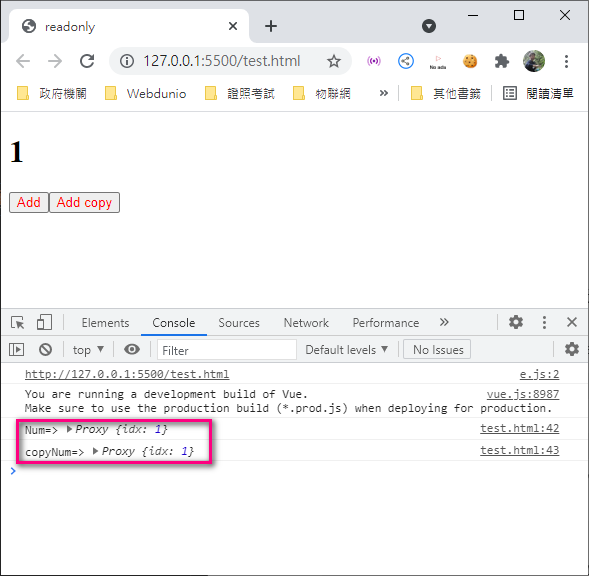 readonly
127.0.0.1:5500/test.html
No ads
政府機關 Webdunio 證照考試 物聯網 » 其他書籤 閱讀清單
1
Add Add copy
Elements Console Sources Network Performance »
top ▼ Filter Default levels ▼ No Issues
http://127.0.0.1:5500/test.html e.js:2
You are running a development build of Vue. vue.js:8987
Make sure to use the production build (*.prod.js) when deploying for production.
Num=> ▶Proxy {idx: 1} test.html:42
copyNum=> ▶Proxy {idx: 1} test.html:43